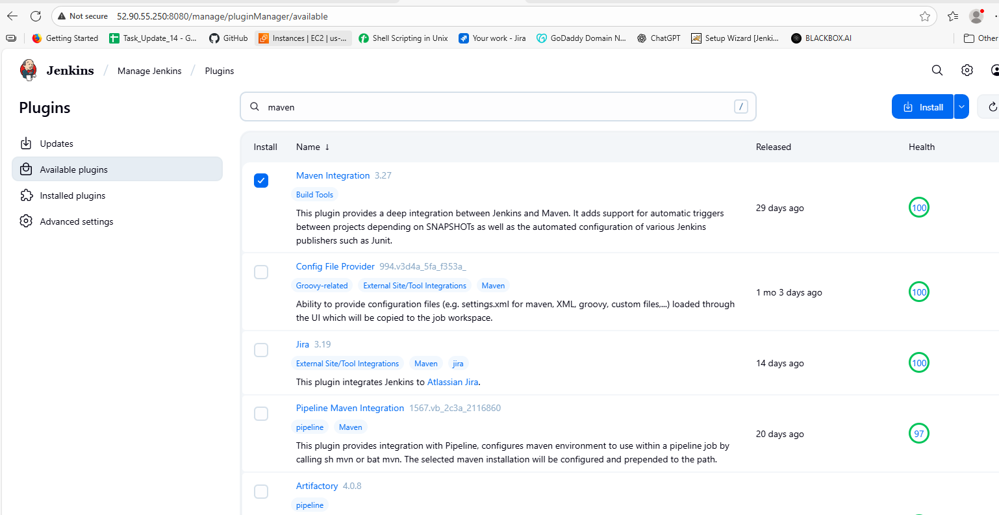 Not secure 52.90.55.250:8080/manage/pluginManager/available
Getting Started Task_Update_14 - G... GitHub Instances | EC2 | us-... Shell Scripting in Unix Your work - Jira GoDaddy Domain N... ChatGPT Setup Wizard [Jenki... BLACKBOX.AI Other
Jenkins / Manage Jenkins / Plugins
Plugins
maven /
Install
Updates
Available plugins
Installed plugins
Advanced settings
Install Name ↓ Released Health
Maven Integration 3.27
Build Tools
This plugin provides a deep integration between Jenkins and Maven. It adds support for automatic triggers
between projects depending on SNAPSHOTs as well as the automated configuration of various Jenkins
publishers such as Junit.
29 days ago
100
Config File Provider 994.v3d4a_5fa_f353a_
Groovy-related External Site/Tool Integrations Maven
Ability to provide configuration files (e.g. settings.xml for maven, XML, groovy, custom files,...) loaded through
the UI which will be copied to the job workspace.
1 mo 3 days ago
100
Jira 3.19
External Site/Tool Integrations Maven jira
This plugin integrates Jenkins to Atlassian Jira.
14 days ago
100
Pipeline Maven Integration 1567.vb_2c3a_2116860
pipeline Maven
This plugin provides integration with Pipeline, configures maven environment to use within a pipeline job by
calling sh mvn or bat mvn. The selected maven installation will be configured and prepended to the path.
20 days ago
97
Artifactory 4.0.8
pipeline